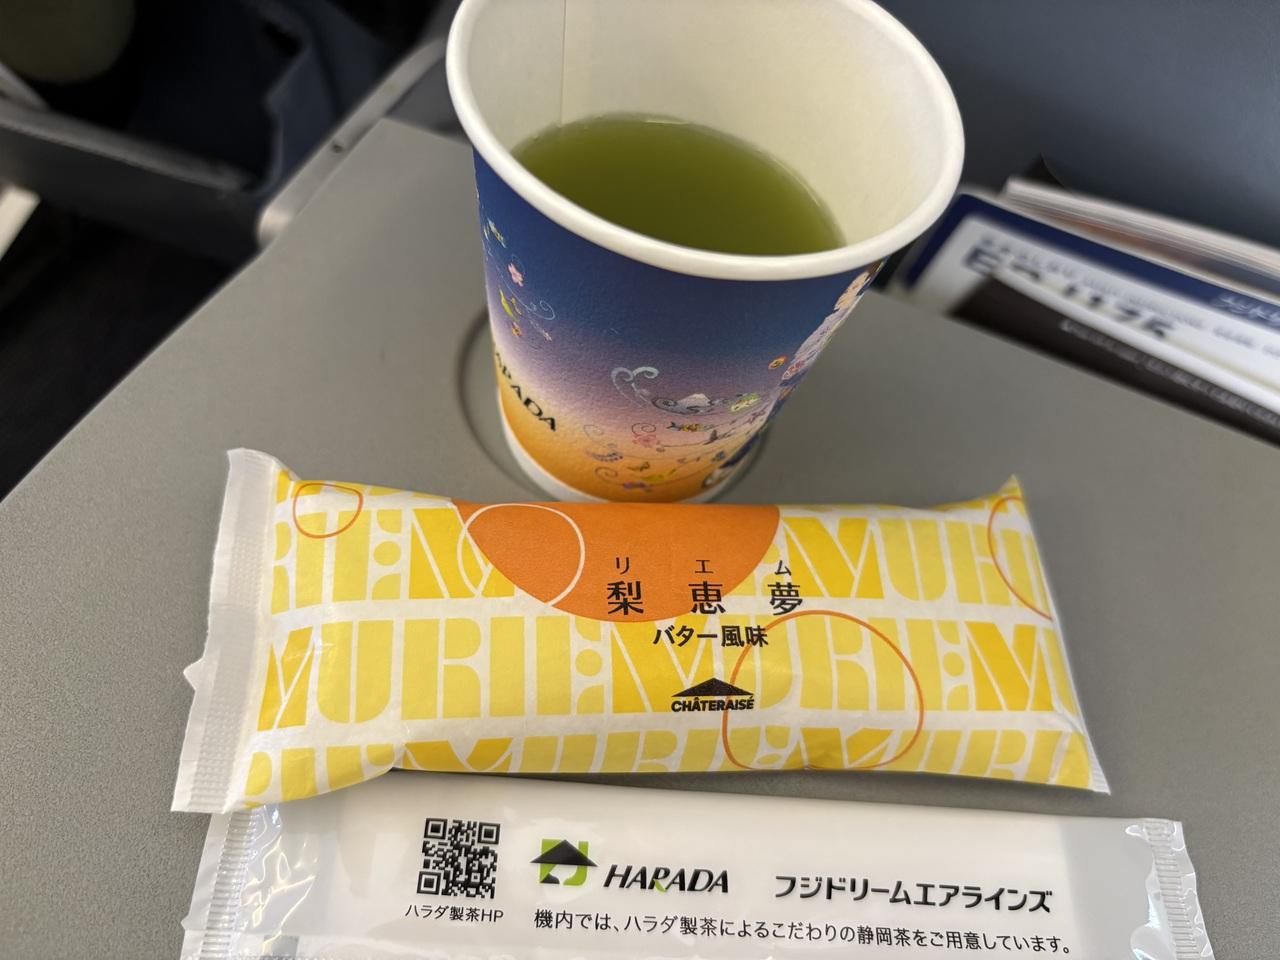 HARADA
リエム
梨恵夢
バター風味
CHÂTERAISÉ
HARADA
フジドリームエアラインズ
ハラダ製茶HP
機内では、ハラダ製茶によるこだわりの静岡茶をご用意しています。